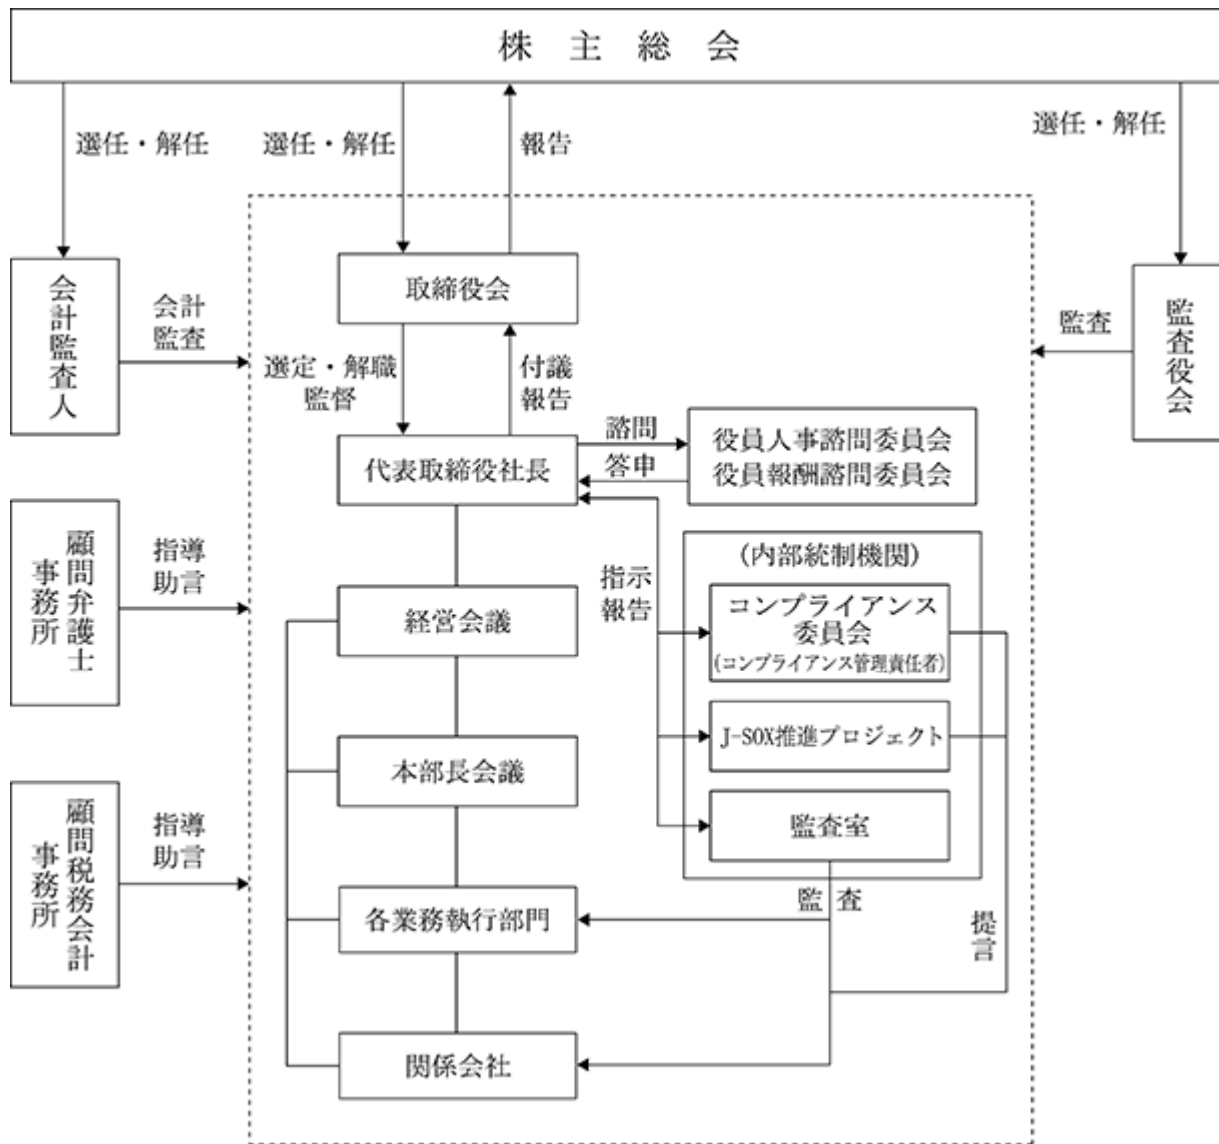 株主総会
選任・解任
選任・解任
報告
選任・解任
会計監査人
会計
監査
取締役会
監査
監査役会
選定・解職
監督
付議
報告
代表取締役社長
諮問
答申
役員人事諮問委員会
役員報酬諮問委員会
顧問弁護士
事務所
指導
助言
経営会議
指示
報告
(内部統制機関)
コンプライアンス
委員会
(コンプライアンス管理責任者)
本部長会議
J-SOX推進プロジェクト
顧問税務会計
事務所
指導
助言
監査室
監査
各業務執行部門
提言
関係会社